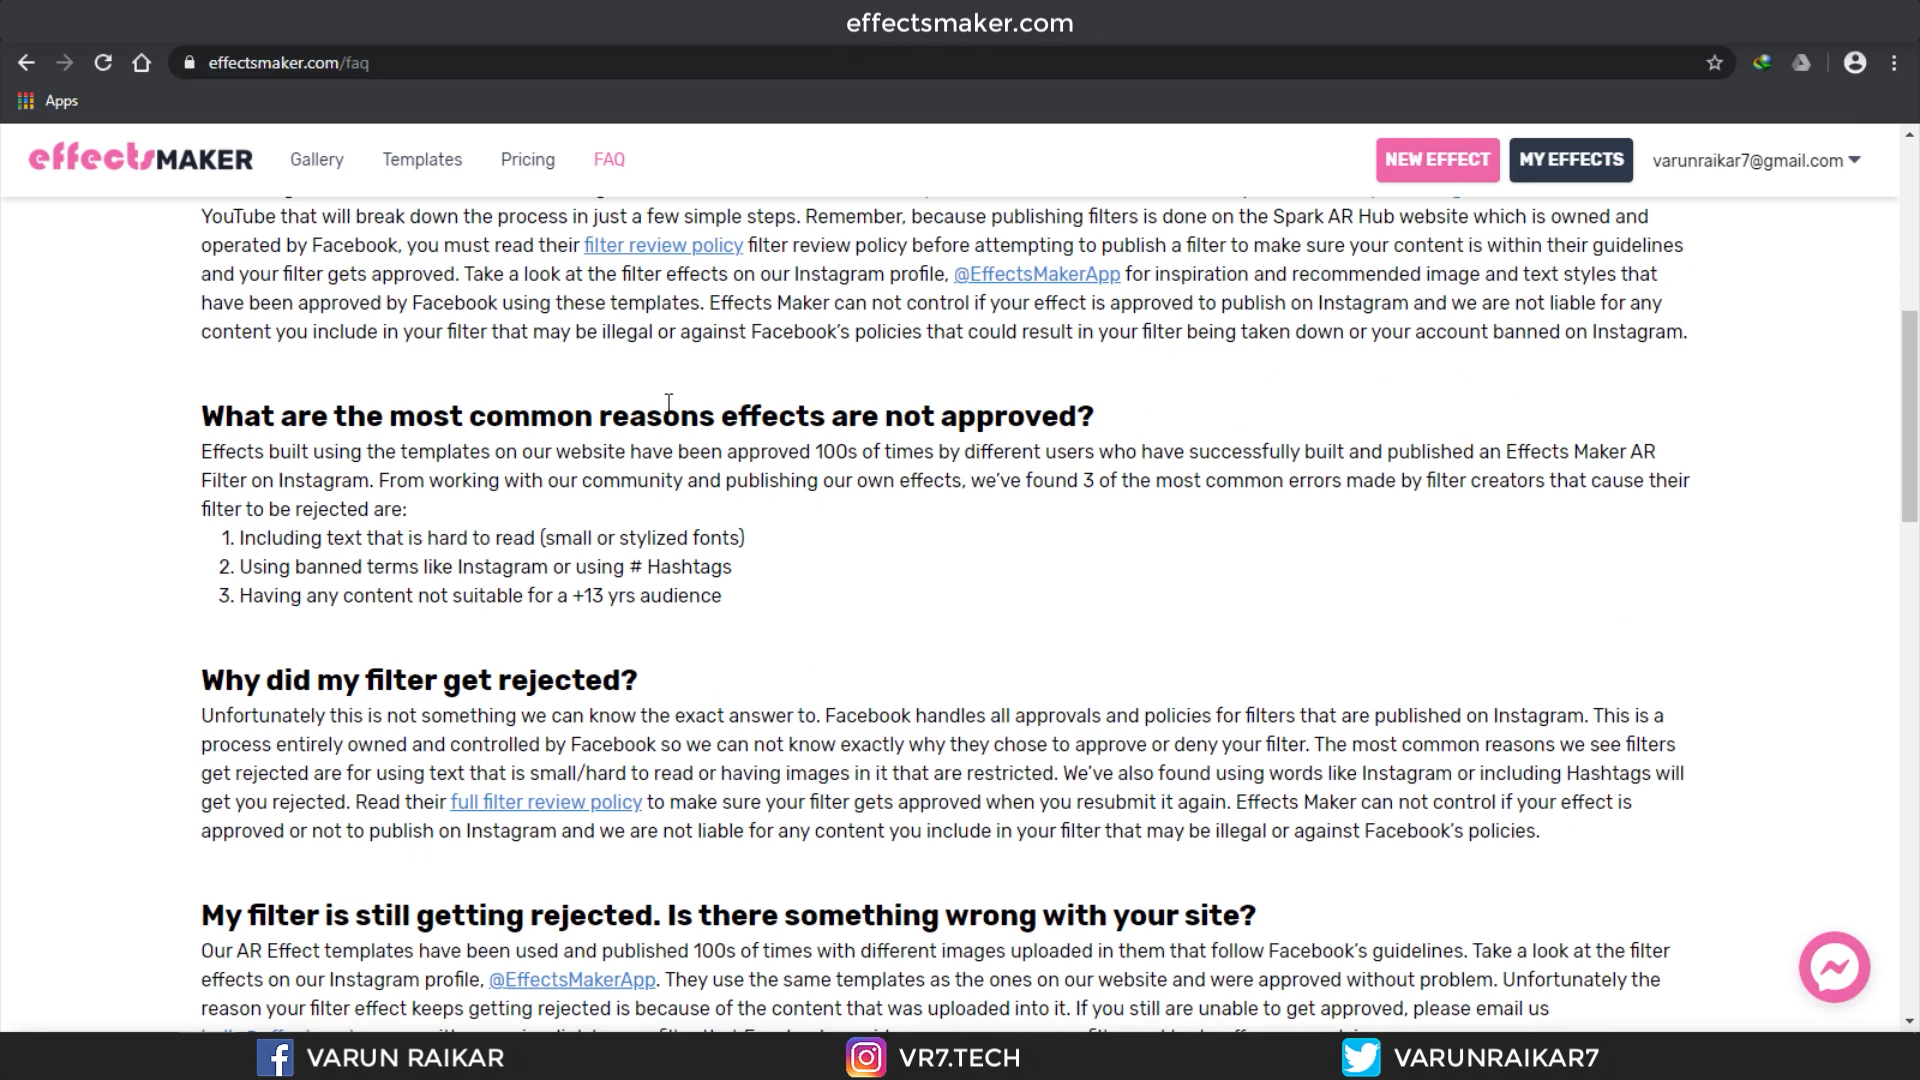 effectsmaker.com
effectsmaker.com/faq
Apps
effectsMAKER
Gallery
Templates
Pricing
FAQ
NEW EFFECT
MY EFFECTS
varunraikar7@gmail.com
YouTube that will break down the process in just a few simple steps. Remember, because publishing filters is done on the Spark AR Hub website which is owned and
operated by Facebook, you must read their filter review policy filter review policy before attempting to publish a filter to make sure your content is within their guidelines
and your filter gets approved. Take a look at the filter effects on our Instagram profile, @EffectsMakerApp for inspiration and recommended image and text styles that
have been approved by Facebook using these templates. Effects Maker can not control if your effect is approved to publish on Instagram and we are not liable for any
content you include in your filter that may be illegal or against Facebook's policies that could result in your filter being taken down or your account banned on Instagram.
What are the most common reasons effects are not approved?
Effects built using the templates on our website have been approved 100s of times by different users who have successfully built and published an Effects Maker AR
Filter on Instagram. From working with our community and publishing our own effects, we've found 3 of the most common errors made by filter creators that cause their
filter to be rejected are:
1. Including text that is hard to read (small or stylized fonts)
2. Using banned terms like Instagram or using # Hashtags
3. Having any content not suitable for a +13 yrs audience
Why did my filter get rejected?
Unfortunately this is not something we can know the exact answer to. Facebook handles all approvals and policies for filters that are published on Instagram. This is a
process entirely owned and controlled by Facebook so we can not know exactly why they chose to approve or deny your filter. The most common reasons we see filters
get rejected are for using text that is small/hard to read or having images in it that are restricted. We've also found using words like Instagram or including Hashtags will
get you rejected. Read their full filter review policy to make sure your filter gets approved when you resubmit it again. Effects Maker can not control if your effect is
approved or not to publish on Instagram and we are not liable for any content you include in your filter that may be illegal or against Facebook's policies.
My filter is still getting rejected. Is there something wrong with your site?
Our AR Effect templates have been used and published 100s of times with different images uploaded in them that follow Facebook's guidelines. Take a look at the filter
effects on our Instagram profile, @EffectsMakerApp. They use the same templates as the ones on our website and were approved without problem. Unfortunately the
reason your filter effect keeps getting rejected is because of the content that was uploaded into it. If you still are unable to get approved, please email us
VARUN RAIKAR
VR7.TECH
VARUNRAIKAR7